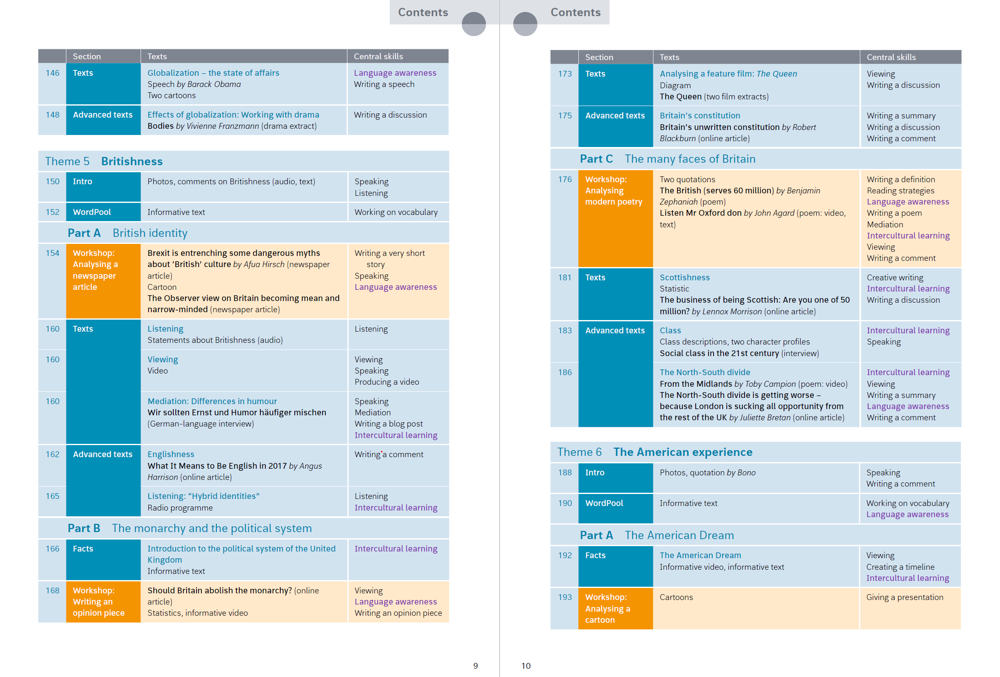 Contents
Section Texts Central skills
146 Texts Globalization – the state of affairs Language awareness
Speech by Barack Obama Writing a speech
Two cartoons
148 Advanced texts Effects of globalization: Working with drama Writing a discussion
Bodies by Vivienne Franzmann (drama extract)
Theme 5 Britishness
150 Intro Photos, comments on Britishness (audio, text) Speaking
Listening
152 WordPool Informative text Working on vocabulary
Part A British identity
154 Workshop: Brexit is entrenching some dangerous myths Writing a very short
Analysing a about ‘British’ culture by Afua Hirsch (newspaper story
newspaper article) Speaking
article Cartoon Language awareness
The Observer view on Britain becoming mean and
narrow-minded (newspaper article)
160 Texts Listening Listening
Statements about Britishness (audio)
160 Viewing Viewing
Video Speaking
Producing a video
160 Mediation: Differences in humour Speaking
Wir sollten Ernst und Humor häufiger mischen Mediation
(German-language interview) Writing a blog post
Intercultural learning
162 Advanced texts Englishness Writing a comment
What It Means to Be English in 2017 by Angus
Harrison (online article)
165 Listening: “Hybrid identities” Listening
Radio programme Intercultural learning
Part B The monarchy and the political system
166 Facts Introduction to the political system of the United Intercultural learning
Kingdom
Informative text
168 Workshop: Should Britain abolish the monarchy? (online Viewing
Writing an article) Language awareness
opinion piece Statistics, informative video Writing an opinion piece
9
Contents
Section Texts Central skills
173 Texts Analysing a feature film: The Queen Viewing
Diagram Writing a discussion
The Queen (two film extracts)
175 Advanced texts Britain’s constitution Writing a summary
Britain’s unwritten constitution by Robert Writing a discussion
Blackburn (online article) Writing a comment
Part C The many faces of Britain
176 Workshop: Two quotations Writing a definition
Analysing The British (serves 60 million) by Benjamin Reading strategies
modern poetry Zephaniah (poem) Language awareness
Listen Mr Oxford don by John Agard (poem: video, Writing a poem
text) Mediation
Intercultural learning
Viewing
Writing a comment
181 Texts Scottishness Creative writing
Statistic Intercultural learning
The business of being Scottish: Are you one of 50 Writing a discussion
million? by Lennox Morrison (online article)
183 Advanced texts Class Intercultural learning
Class descriptions, two character profiles Speaking
Social class in the 21st century (interview)
186 The North-South divide Intercultural learning
From the Midlands by Toby Campion (poem: video) Viewing
The North-South divide is getting worse – Writing a summary
because London is sucking all opportunity from Language awareness
the rest of the UK by Juliette Bretan (online article) Writing a comment
Theme 6 The American experience
188 Intro Photos, quotation by Bono Speaking
Writing a comment
190 WordPool Informative text Working on vocabulary
Language awareness
Part A The American Dream
192 Facts The American Dream Viewing
Informative video, informative text Creating a timeline
Intercultural learning
193 Workshop: Cartoons Giving a presentation
Analysing a
cartoon
10